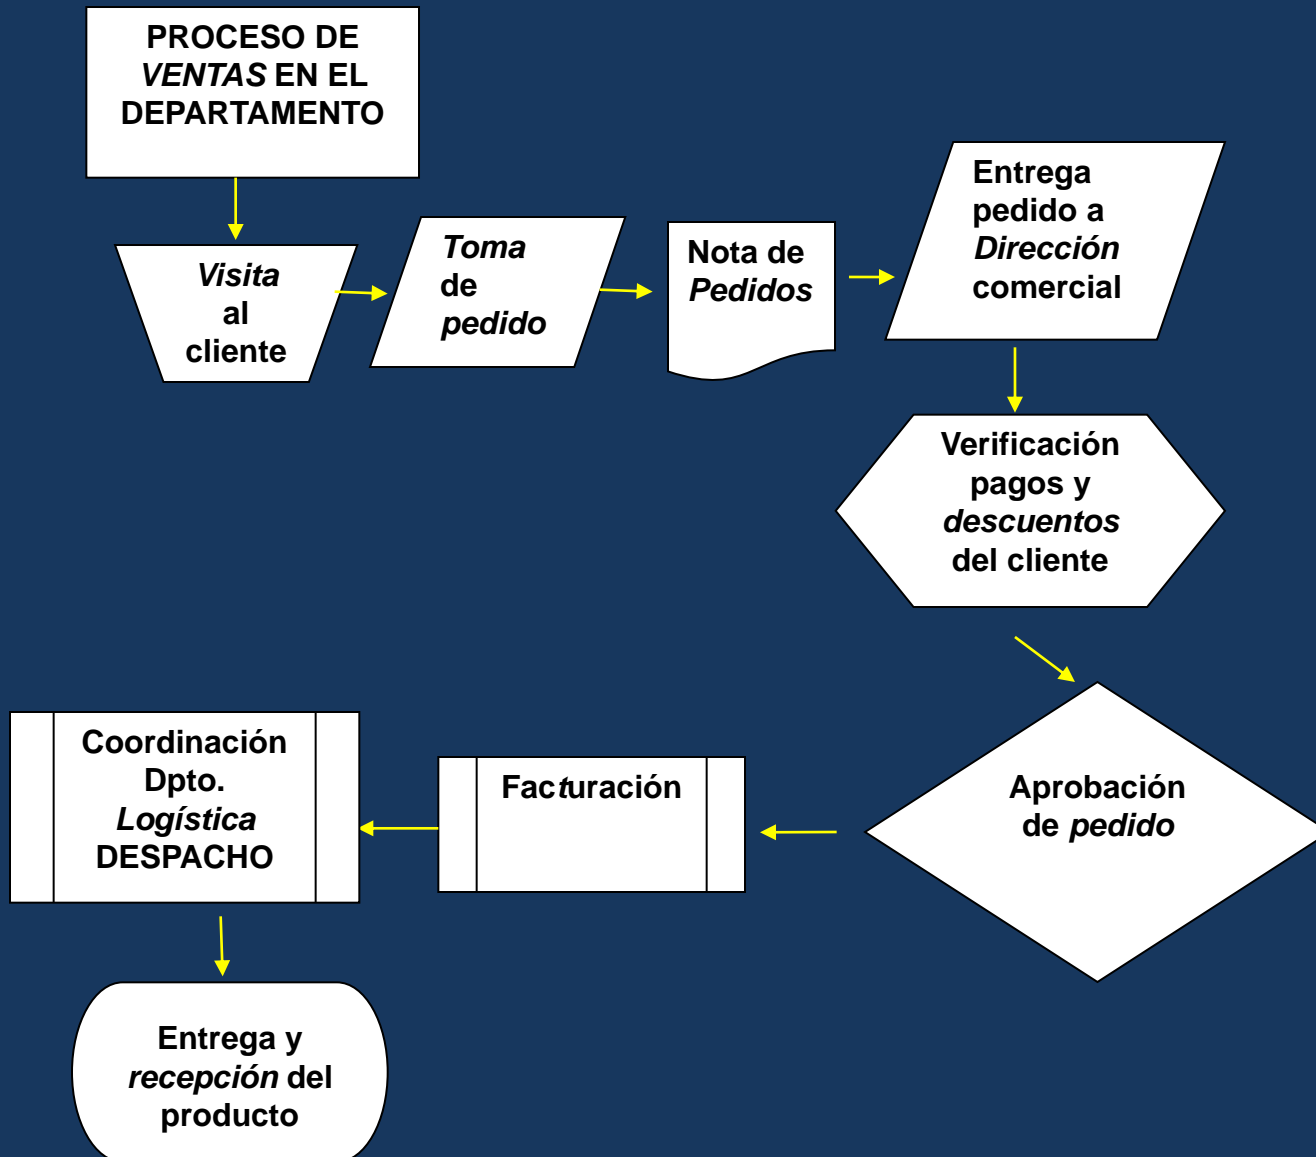 PROCESO DE
VENTAS EN EL
DEPARTAMENTO
Visita
al
cliente
Toma
de
pedido
Nota de
Pedidos
Entrega
pedido a
Dirección
comercial
Verificación
pagos y
descuentos
del cliente
Aprobación
de pedido
Facturación
Coordinación
Dpto.
Logística
DESPACHO
Entrega y
recepción del
producto